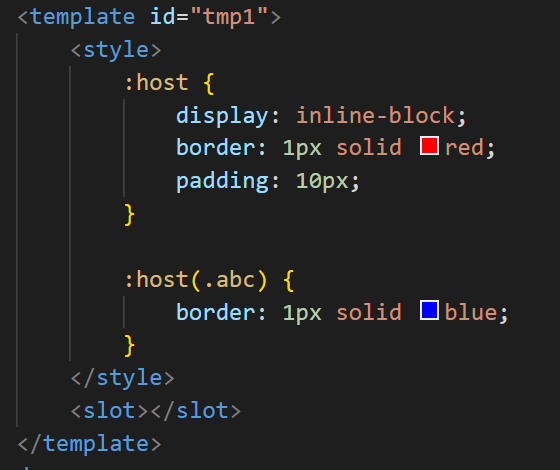 <template id="tmp1">
    <style>
        :host {
            display: inline-block;
            border: 1px solid red;
            padding: 10px;
        }

        :host(.abc) {
            border: 1px solid blue;
        }
    </style>
    <slot></slot>
</template>